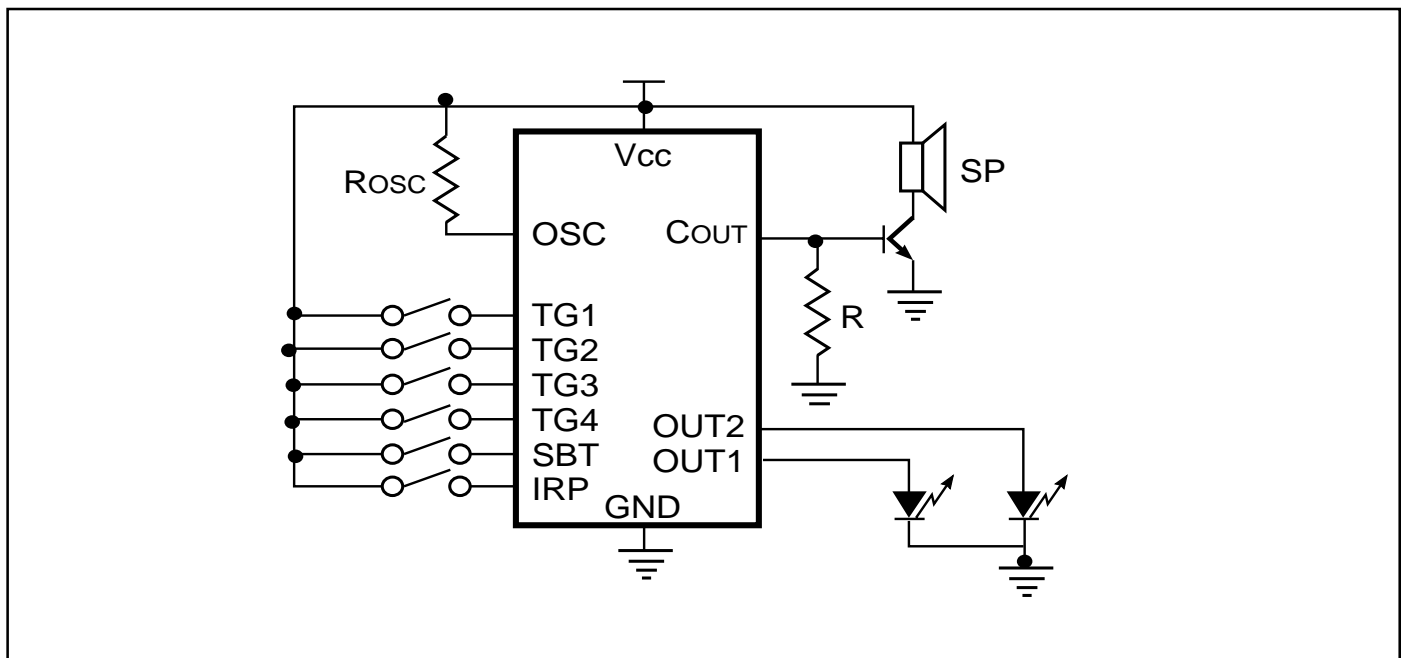 Vcc
ROSC
SP
OSC
COUT
TG1
R
TG2
TG3
TG4
OUT2
SBT
OUT1
IRP
GND